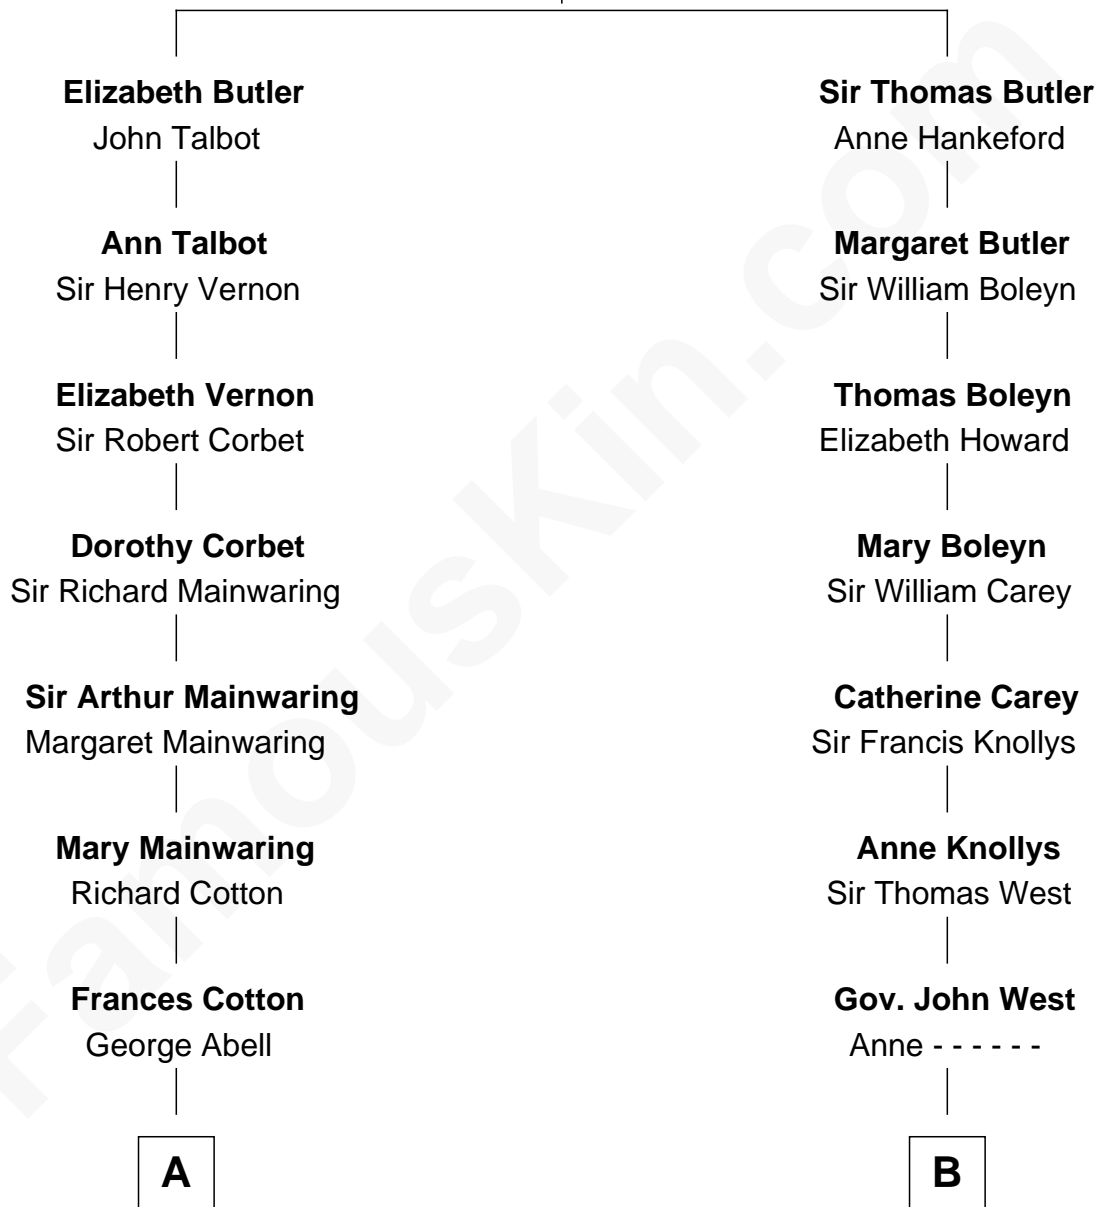 Elizabeth Butler
John Talbot
Ann Talbot
Sir Henry Vernon
Elizabeth Vernon
Sir Robert Corbet
Dorothy Corbet
Sir Richard Mainwaring
Sir Arthur Mainwaring
Margaret Mainwaring
Mary Mainwaring
Richard Cotton
Frances Cotton
George Abell
A
Sir Thomas Butler
Anne Hankeford
Margaret Butler
Sir William Boleyn
Thomas Boleyn
Elizabeth Howard
Mary Boleyn
Sir William Carey
Catherine Carey
Sir Francis Knollys
Anne Knollys
Sir Thomas West
Gov. John West
Anne - - - - - -
B
FamousKin.com